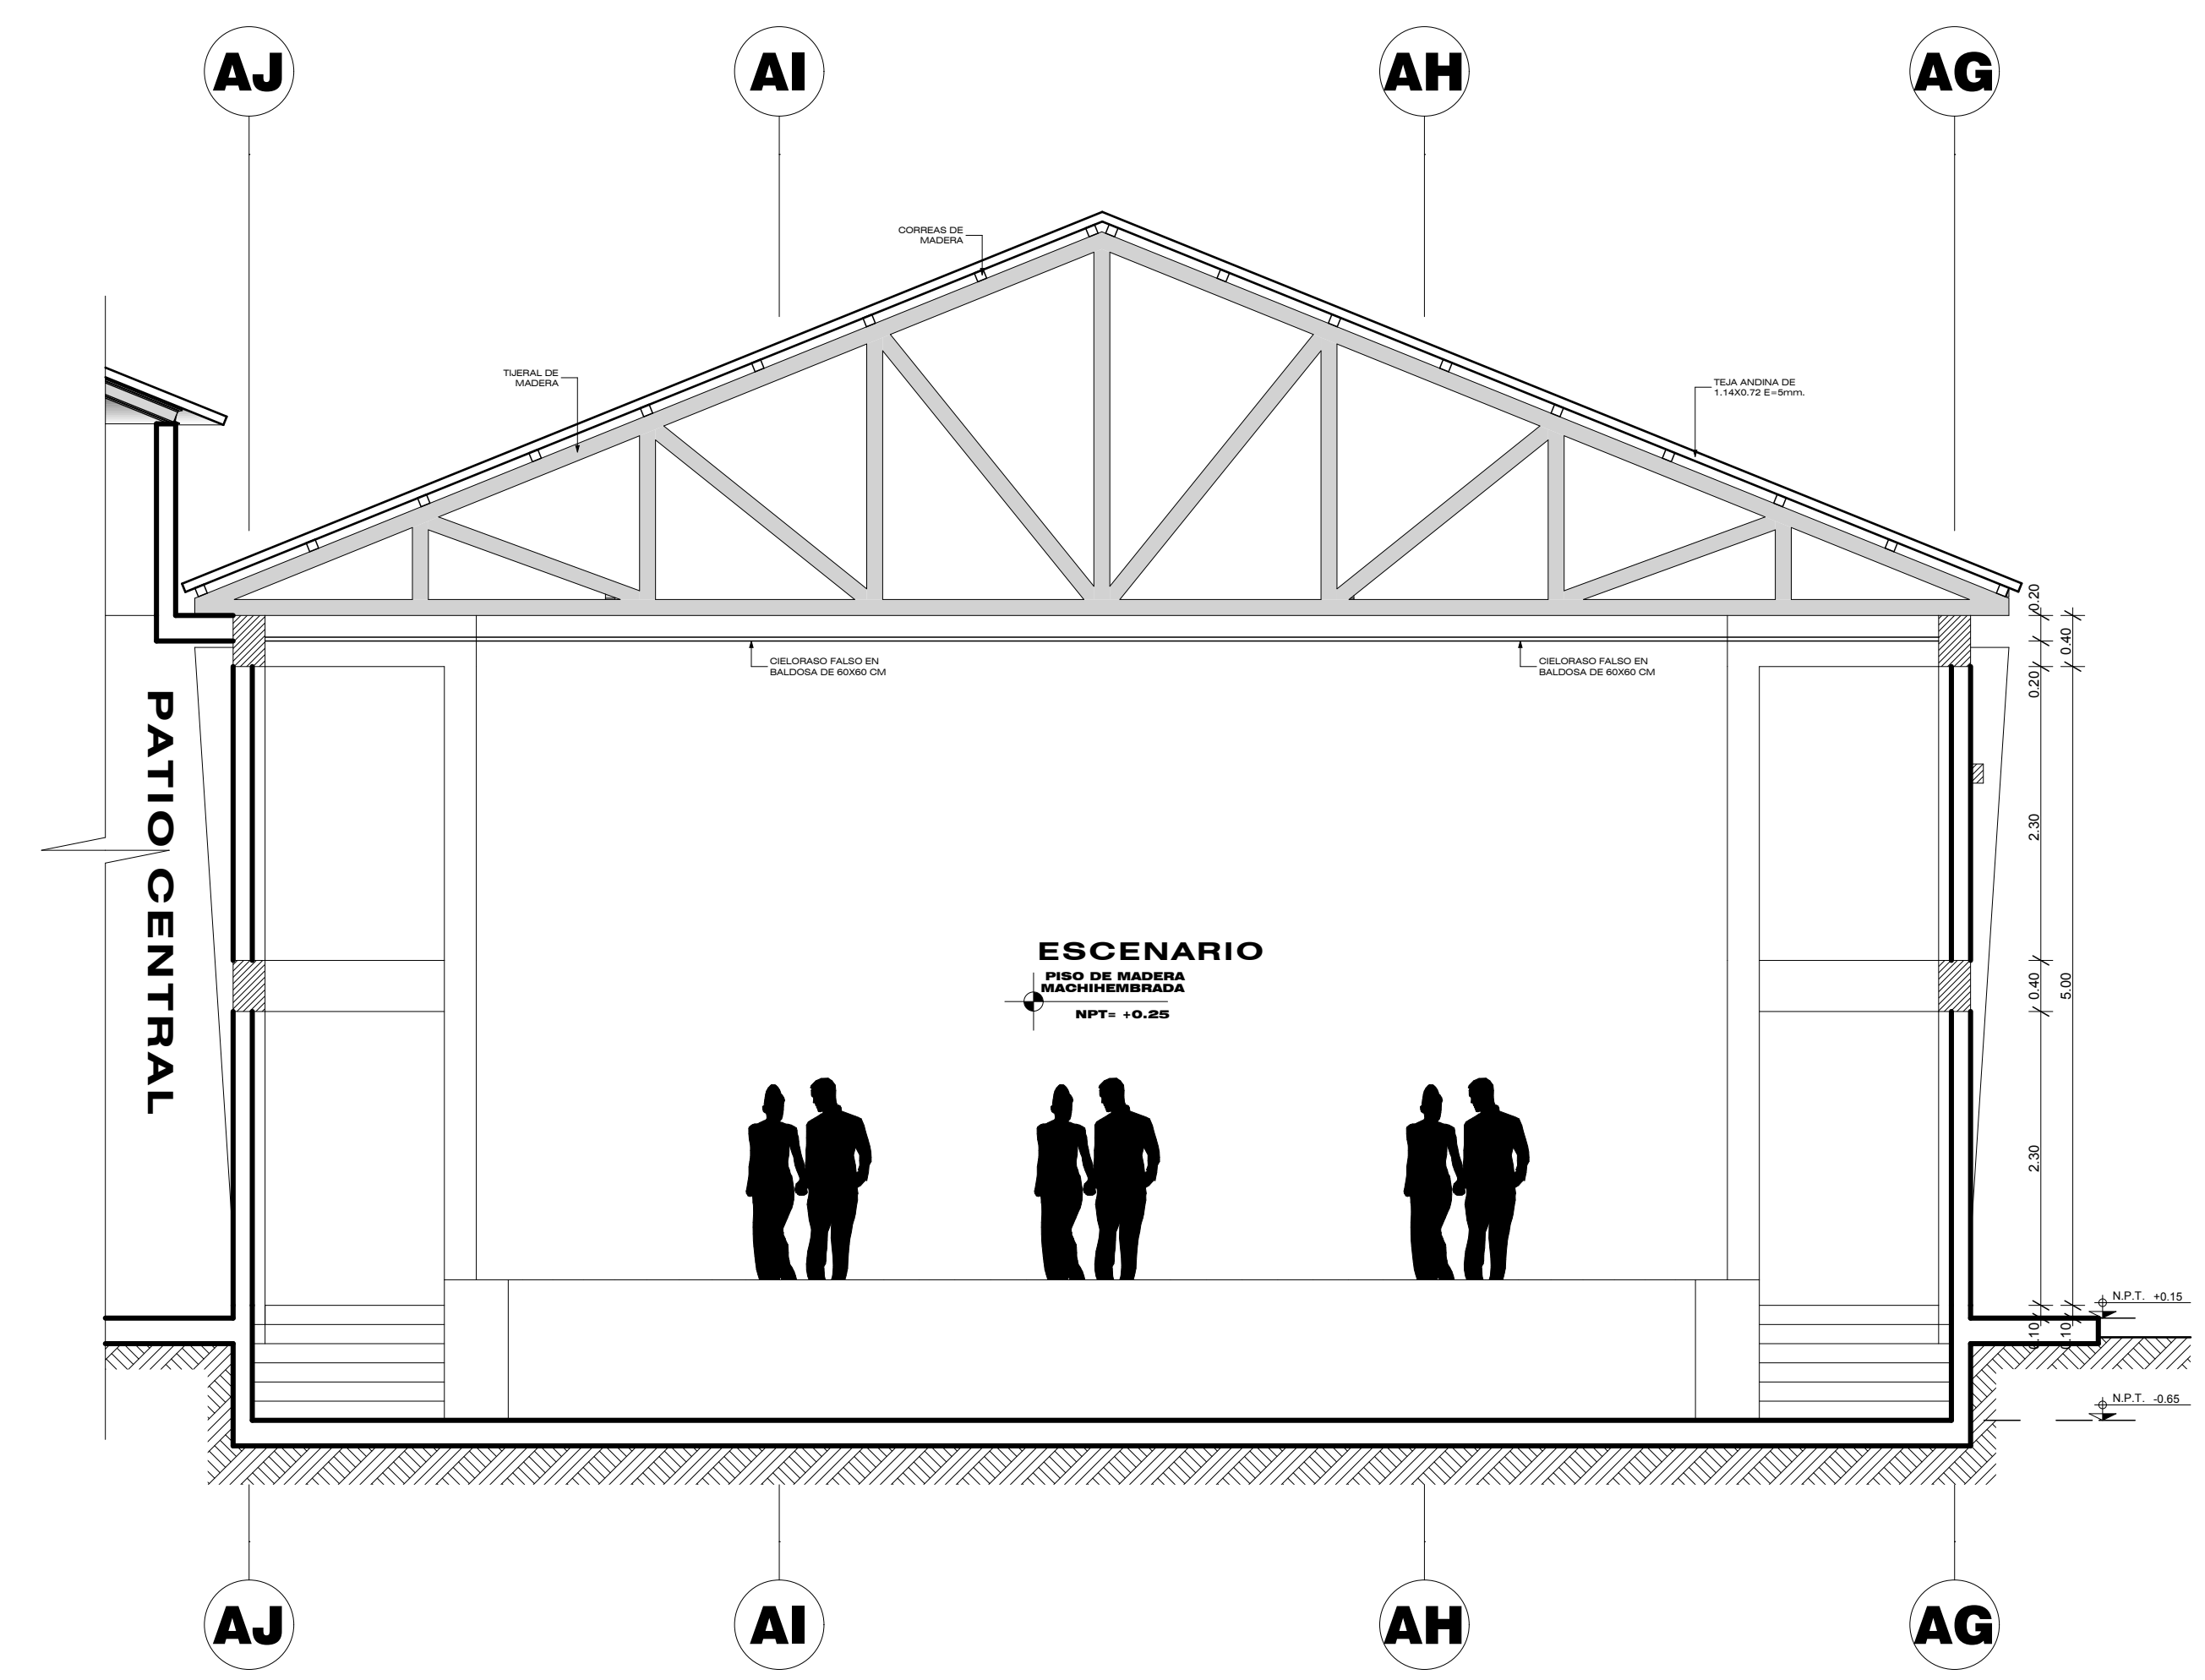 AJ
AI
AH
AG
CORREAS DE
MADERA
TIJERAL DE
MADERA
TEJA ANDINA DE
1.14X0.72 E=5mm.
0.20
0.40
CIELORASO FALSO EN
BALDOSA DE 60X60 CM
CIELORASO FALSO EN
BALDOSA DE 60X60 CM
0.20
PATIO CENTRAL
2.30
ESCENARIO
PISO DE MADERA
MACHIHEMBRADA
NPT= +0.25
0.40
5.00
2.30
N.P.T. +0.15
0.10
0.10
N.P.T. -0.65
AJ
AI
AH
AG